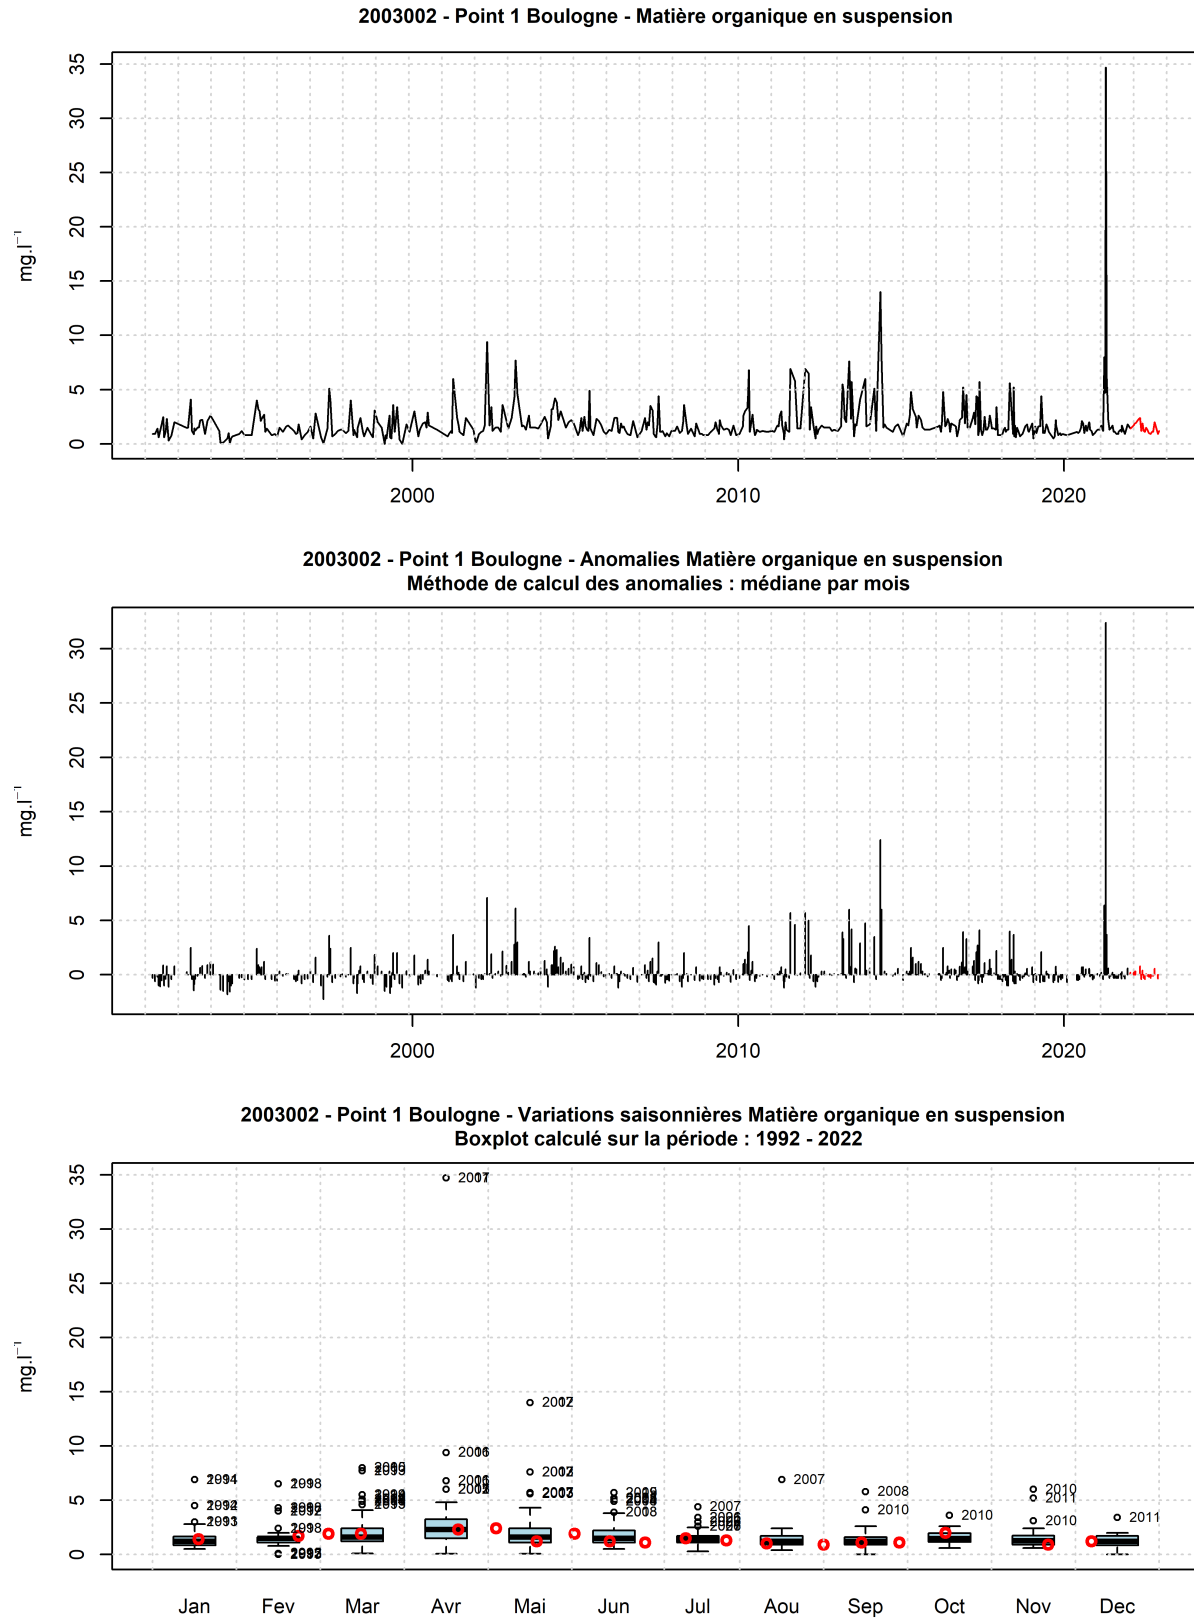 2003002 - Point 1 Boulogne - Matière organique en suspension
35
30
25
20
15
10
5
0
mg.l⁻¹
2000 2010 2020
2003002 - Point 1 Boulogne - Anomalies Matière organique en suspension
Méthode de calcul des anomalies : médiane par mois
30
25
20
15
10
5
0
mg.l⁻¹
2000 2010 2020
2003002 - Point 1 Boulogne - Variations saisonnières Matière organique en suspension
Boxplot calculé sur la période : 1992 - 2022
35
30
25
20
15
10
5
0
mg.l⁻¹
2007
2007
2008
2010
2010
2010
2011
2010
2011
Jan Fev Mar Avr Mai Jun Jul Aou Sep Oct Nov Dec